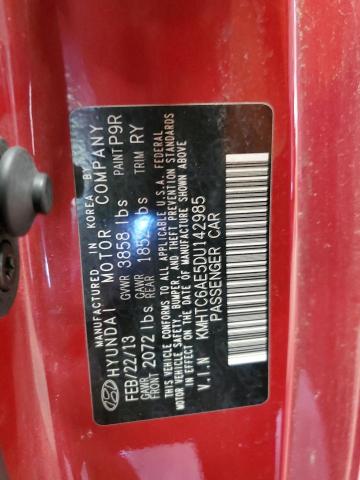 MANUFACTURED IN KOREA BY
HYUNDAI MOTOR COMPANY
FEB/22/13 GVWR 3858 lbs PAINT P9R
GAWR FRONT 2072 lbs GAWR REAR lbs TRIM RY
THIS VEHICLE CONFORMS TO ALL APPLICABLE U.S.A. FEDERAL
MOTOR VEHICLE SAFETY, BUMPER, AND THEFT PREVENTION STANDARDS
IN EFFECT ON THE DATE OF MANUFACTURE SHOWN ABOVE
V.I.N KMHTC6AE5DU142985
PASSENGER CAR